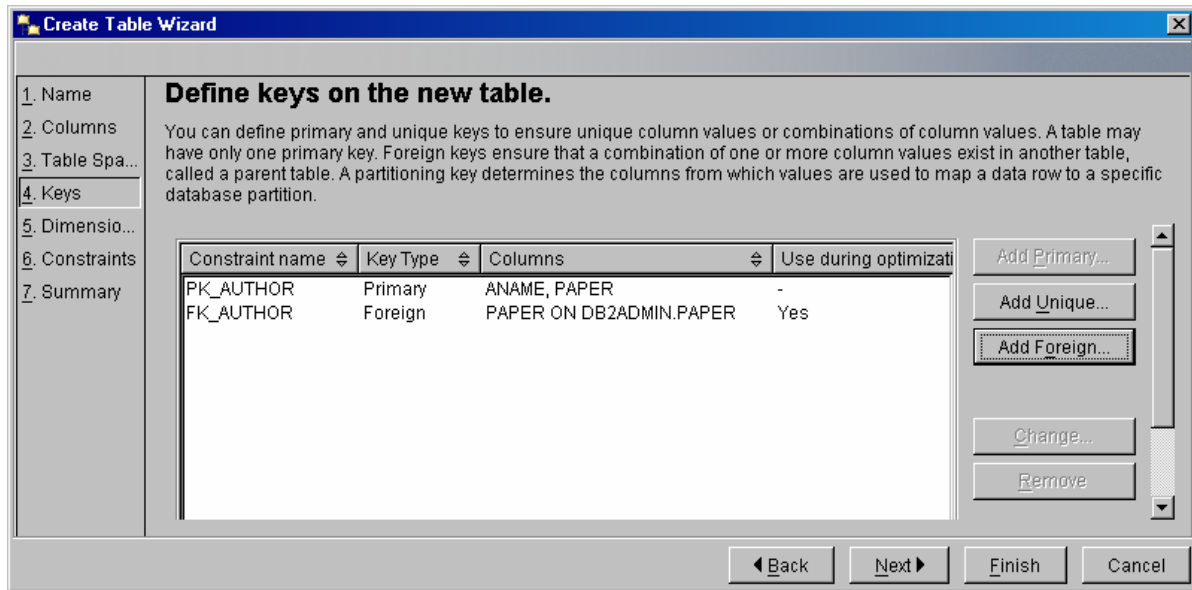 Create Table Wizard
1. Name
2. Columns
3. Table Spa...
4. Keys
5. Dimensio...
6. Constraints
7. Summary
Define keys on the new table.
You can define primary and unique keys to ensure unique column values or combinations of column values. A table may
have only one primary key. Foreign keys ensure that a combination of one or more column values exist in another table,
called a parent table. A partitioning key determines the columns from which values are used to map a data row to a specific
database partition.
Constraint name Key Type Columns Use during optimizati
PK_AUTHOR Primary ANAME, PAPER -
FK_AUTHOR Foreign PAPER ON DB2ADMIN.PAPER Yes
Add Primary...
Add Unique...
Add Foreign...
Change...
Remove
Back Next Finish Cancel